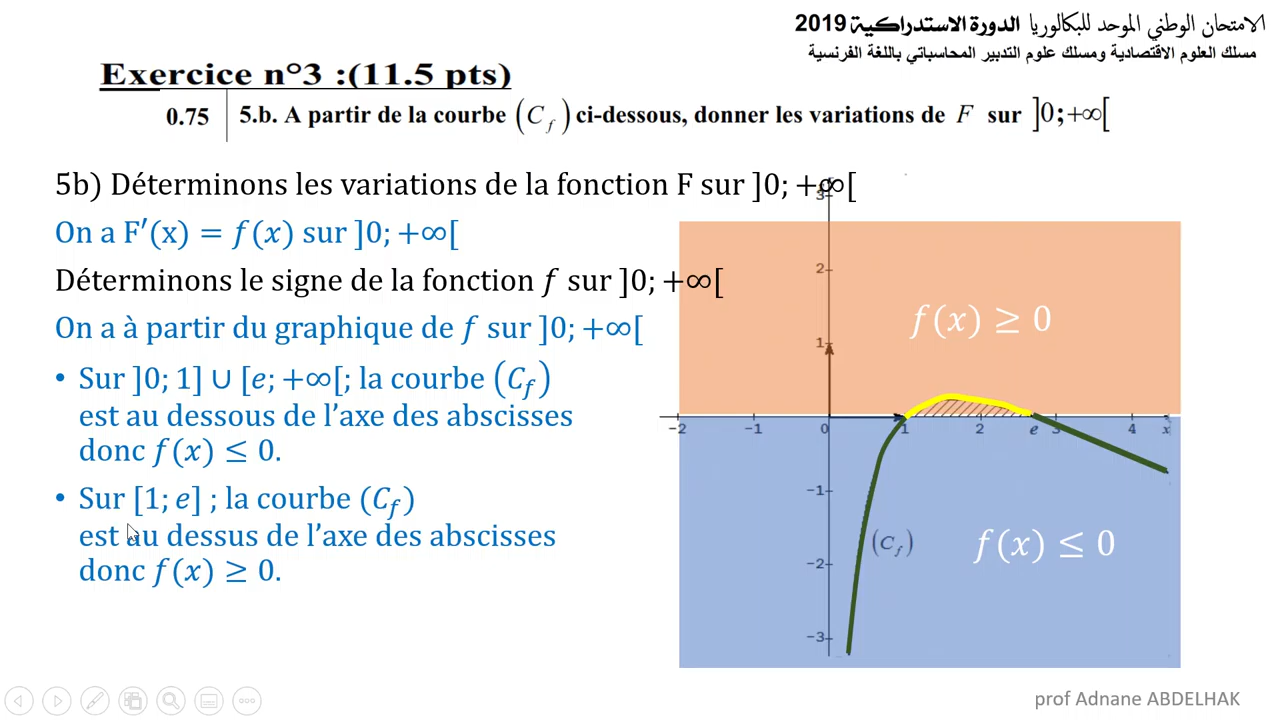 الامتحان الوطني الموحد للبكالوريا الدورة الاستدراكية 2019
مسلك العلوم الاقتصادية ومسلك علوم التدبير المحاسباتي باللغة الفرنسية
Exercice n°3 :(11.5 pts)
0.75 5.b. A partir de la courbe (C_f) ci-dessous, donner les variations de F sur ]0;+∞[
5b) Déterminons les variations de la fonction F sur ]0; +∞[
On a F′(x) = f(x) sur ]0; +∞[
Déterminons le signe de la fonction f sur ]0; +∞[
On a à partir du graphique de f sur ]0; +∞[
• Sur ]0; 1] ∪ [e; +∞[; la courbe (C_f)
est au dessous de l’axe des abscisses
donc f(x) ≤ 0.
• Sur [1; e] ; la courbe (C_f)
est au dessus de l’axe des abscisses
donc f(x) ≥ 0.
3
2
f(x) ≥ 0
1
-2 -1 0 1 2 e 3 4 x
-1
(C_f) f(x) ≤ 0
-2
-3
prof Adnane ABDELHAK